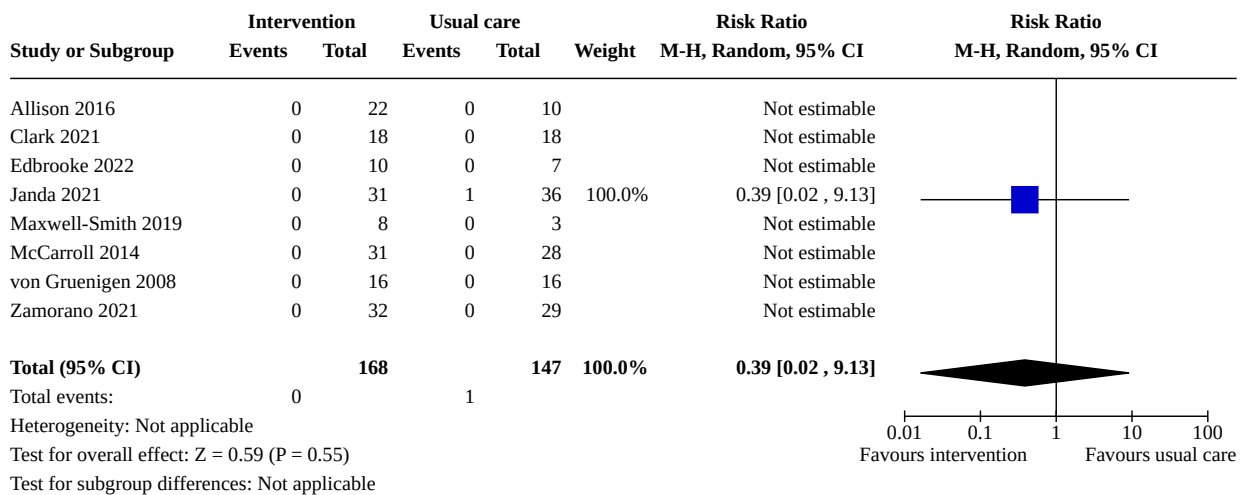 Intervention Usual care Risk Ratio Risk Ratio
Study or Subgroup Events Total Events Total Weight M-H, Random, 95% CI M-H, Random, 95% CI
Allison 2016 0 22 0 10 Not estimable
Clark 2021 0 18 0 18 Not estimable
Edbrooke 2022 0 10 0 7 Not estimable
Janda 2021 0 31 1 36 100.0% 0.39 [0.02 , 9.13]
Maxwell-Smith 2019 0 8 0 3 Not estimable
McCarroll 2014 0 31 0 28 Not estimable
von Gruenigen 2008 0 16 0 16 Not estimable
Zamorano 2021 0 32 0 29 Not estimable
Total (95% CI) 168 147 100.0% 0.39 [0.02 , 9.13]
Total events: 0 1
Heterogeneity: Not applicable 0.01 0.1 1 10 100
Test for overall effect: Z = 0.59 (P = 0.55) Favours intervention Favours usual care
Test for subgroup differences: Not applicable